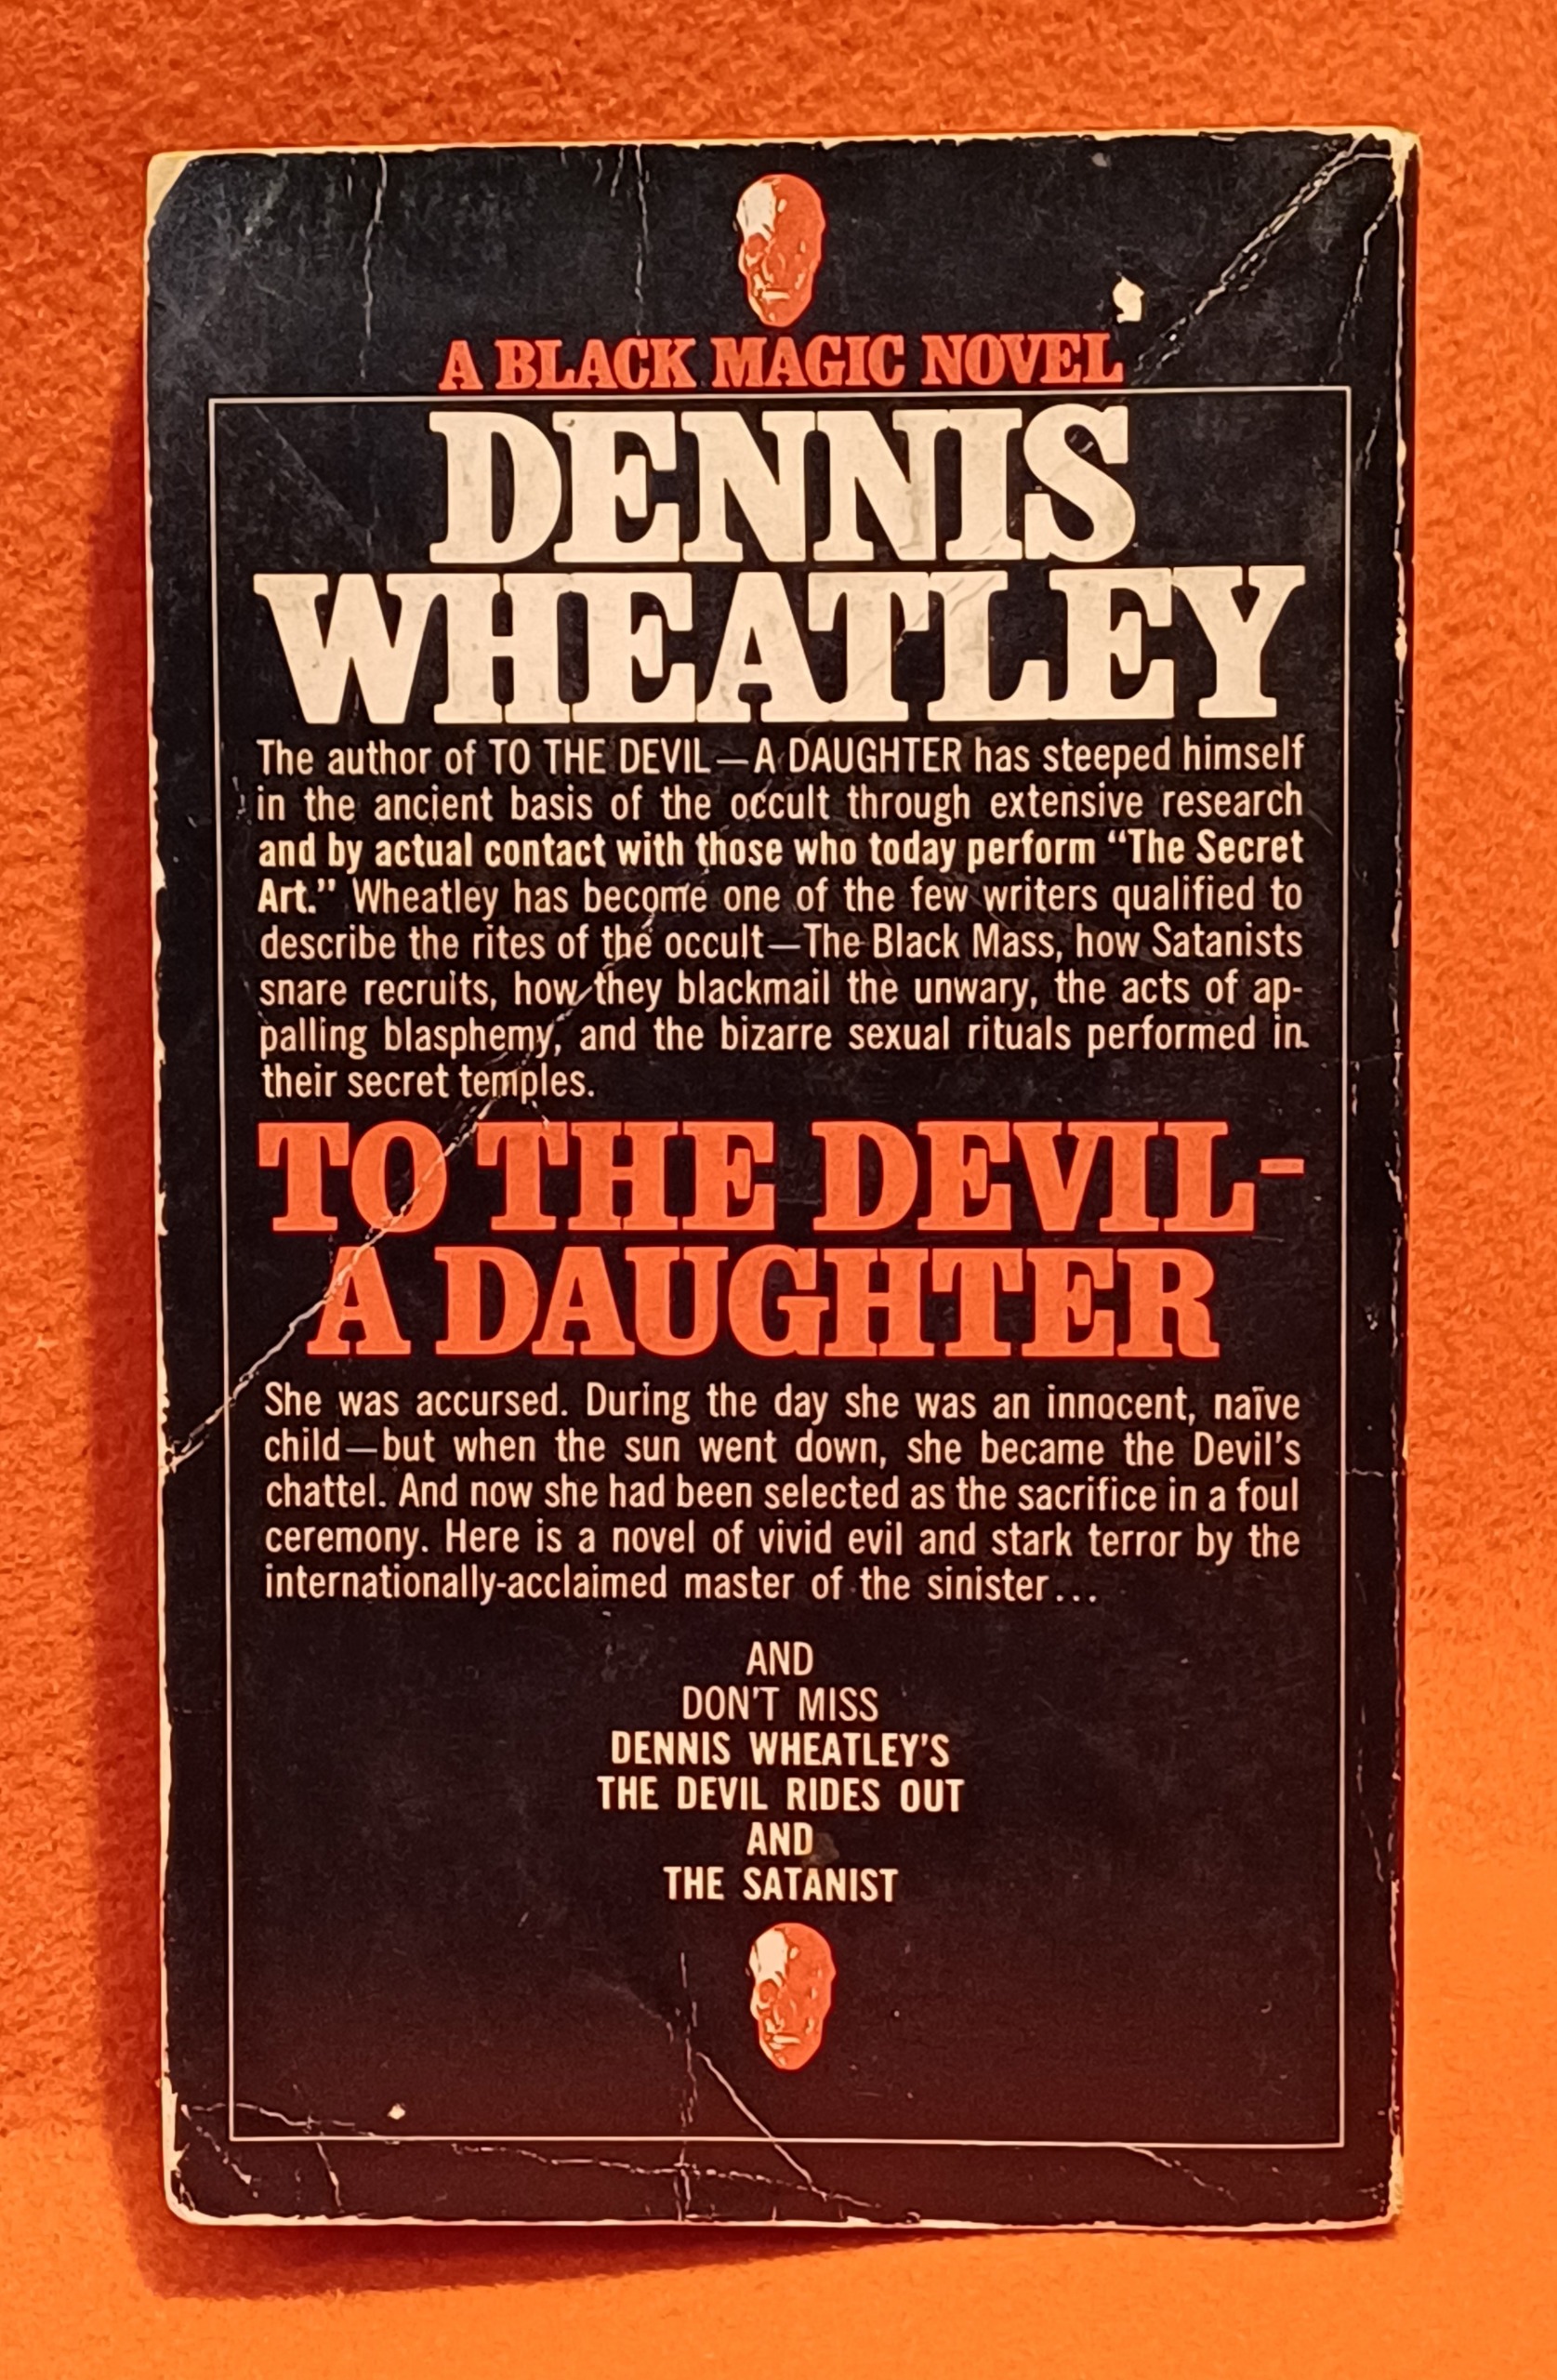 A BLACK MAGIC NOVEL
DENNIS
WHEATLEY
The author of TO THE DEVIL—A DAUGHTER has steeped himself
in the ancient basis of the occult through extensive research
and by actual contact with those who today perform “The Secret
Art.” Wheatley has become one of the few writers qualified to
describe the rites of the occult—The Black Mass, how Satanists
snare recruits, how they blackmail the unwary, the acts of ap-
palling blasphemy, and the bizarre sexual rituals performed in
their secret temples.
TO THE DEVIL-
A DAUGHTER
She was accursed. During the day she was an innocent, naïve
child—but when the sun went down, she became the Devil's
chattel. And now she had been selected as the sacrifice in a foul
ceremony. Here is a novel of vivid evil and stark terror by the
internationally-acclaimed master of the sinister...
AND
DON'T MISS
DENNIS WHEATLEY'S
THE DEVIL RIDES OUT
AND
THE SATANIST